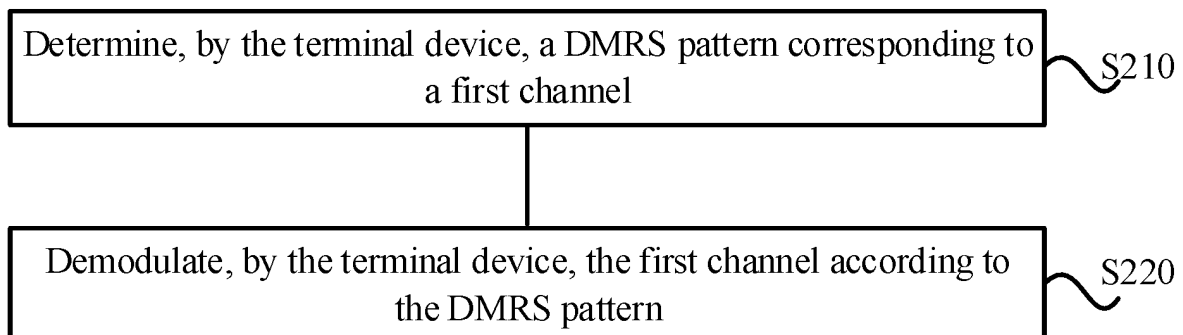 Determine, by the terminal device, a DMRS pattern corresponding to
a first channel
S210
Demodulate, by the terminal device, the first channel according to
the DMRS pattern
S220